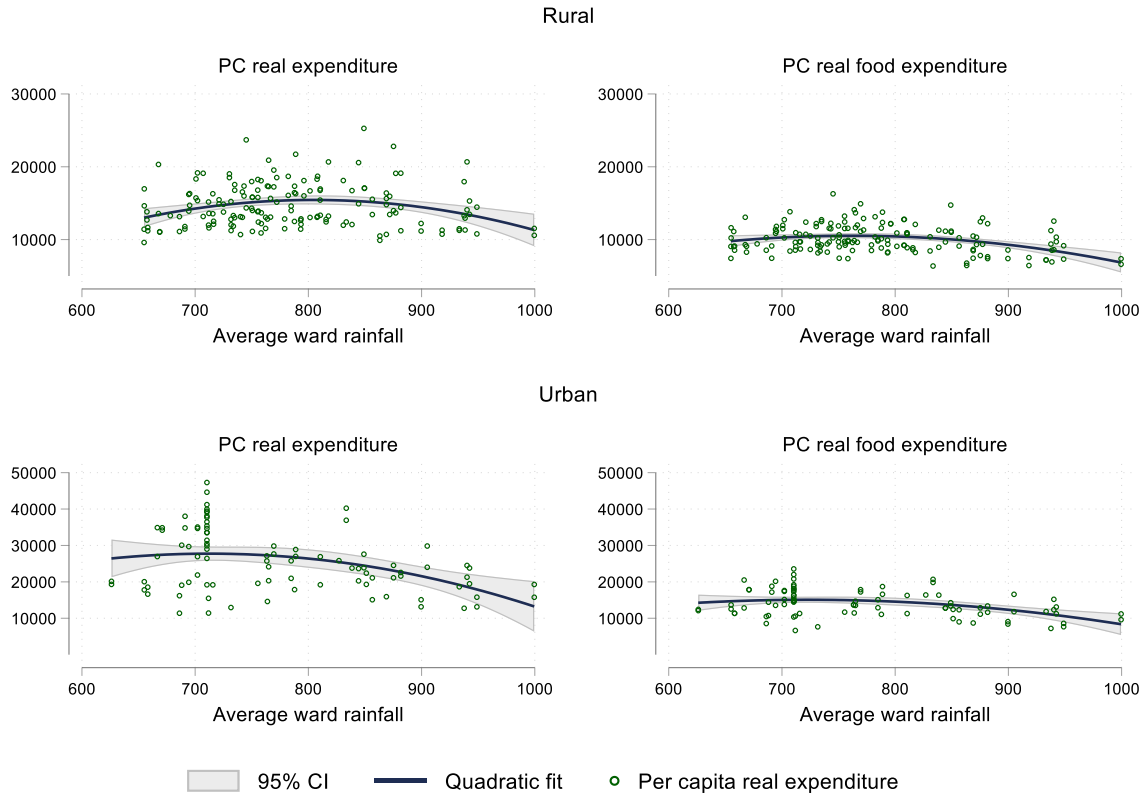 Rural
PC real expenditure
PC real food expenditure
30000
20000
10000
30000
20000
10000
600 700 800 900 1000
600 700 800 900 1000
Average ward rainfall
Average ward rainfall
Urban
PC real expenditure
PC real food expenditure
50000
40000
30000
20000
10000
50000
40000
30000
20000
10000
600 700 800 900 1000
600 700 800 900 1000
Average ward rainfall
Average ward rainfall
95% CI Quadratic fit Per capita real expenditure